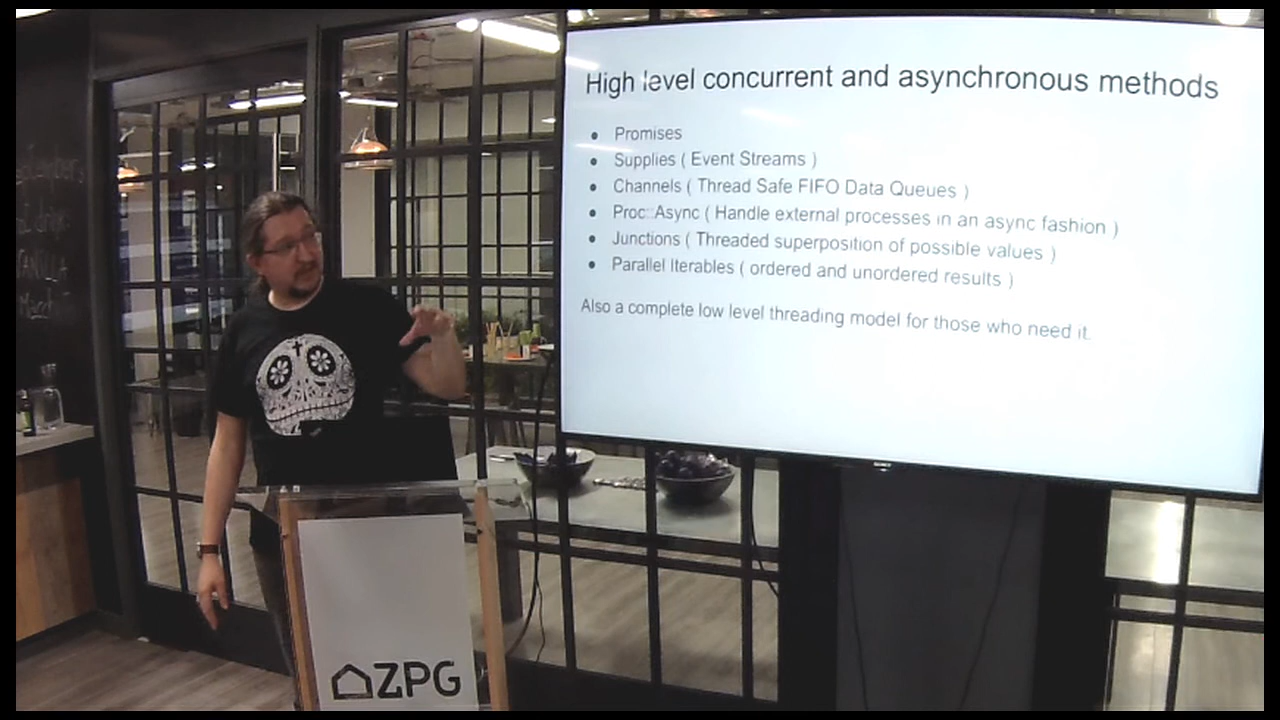 High level concurrent and asynchronous methods
● Promises
● Supplies ( Event Streams )
● Channels ( Thread Safe FIFO Data Queues )
● Proc::Async ( Handle external processes in an async fashion )
● Junctions ( Threaded superposition of possible values )
● Parallel Iterables ( ordered and unordered results )
Also a complete low level threading model for those who need it.
SONY
ZPG